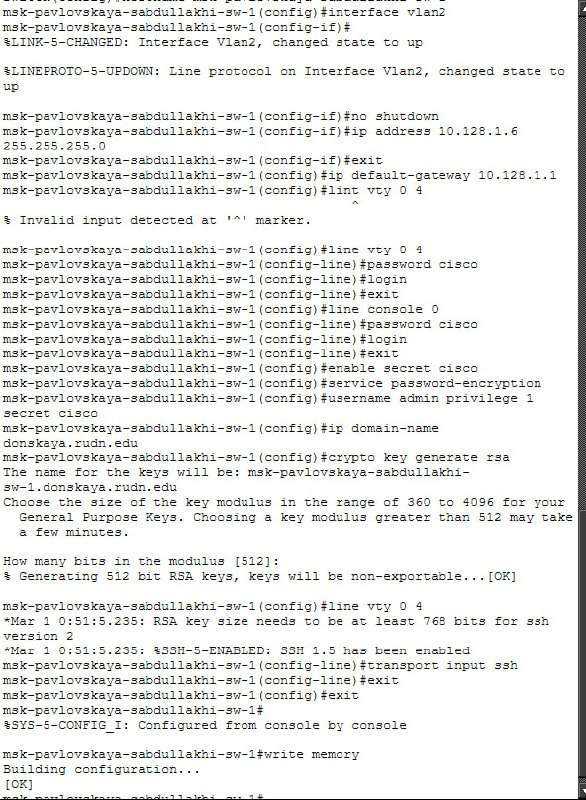 msk-pavlovskaya-sabdullakhi-sw-1(config)#interface vlan2
msk-pavlovskaya-sabdullakhi-sw-1(config-if)#
%LINK-5-CHANGED: Interface Vlan2, changed state to up

%LINEPROTO-5-UPDOWN: Line protocol on Interface Vlan2, changed state to
up

msk-pavlovskaya-sabdullakhi-sw-1(config-if)#no shutdown
msk-pavlovskaya-sabdullakhi-sw-1(config-if)#ip address 10.128.1.6
255.255.255.0
msk-pavlovskaya-sabdullakhi-sw-1(config-if)#exit
msk-pavlovskaya-sabdullakhi-sw-1(config)#ip default-gateway 10.128.1.1
msk-pavlovskaya-sabdullakhi-sw-1(config)#lint vty 0 4
^
% Invalid input detected at '^' marker.

msk-pavlovskaya-sabdullakhi-sw-1(config)#line vty 0 4
msk-pavlovskaya-sabdullakhi-sw-1(config-line)#password cisco
msk-pavlovskaya-sabdullakhi-sw-1(config-line)#login
msk-pavlovskaya-sabdullakhi-sw-1(config-line)#exit
msk-pavlovskaya-sabdullakhi-sw-1(config)#line console 0
msk-pavlovskaya-sabdullakhi-sw-1(config-line)#password cisco
msk-pavlovskaya-sabdullakhi-sw-1(config-line)#login
msk-pavlovskaya-sabdullakhi-sw-1(config-line)#exit
msk-pavlovskaya-sabdullakhi-sw-1(config)#enable secret cisco
msk-pavlovskaya-sabdullakhi-sw-1(config)#service password-encryption
msk-pavlovskaya-sabdullakhi-sw-1(config)#username admin privilege 1
secret cisco
msk-pavlovskaya-sabdullakhi-sw-1(config)#ip domain-name
donskaya.rudn.edu
msk-pavlovskaya-sabdullakhi-sw-1(config)#crypto key generate rsa
The name for the keys will be: msk-pavlovskaya-sabdullakhi-
sw-1.donskaya.rudn.edu
Choose the size of the key modulus in the range of 360 to 4096 for your
General Purpose Keys. Choosing a key modulus greater than 512 may take
a few minutes.

How many bits in the modulus [512]:
% Generating 512 bit RSA keys, keys will be non-exportable...[OK]

msk-pavlovskaya-sabdullakhi-sw-1(config)#line vty 0 4
*Mar 1 0:51:5.235: RSA key size needs to be at least 768 bits for ssh
version 2
*Mar 1 0:51:5.235: %SSH-5-ENABLED: SSH 1.5 has been enabled
msk-pavlovskaya-sabdullakhi-sw-1(config-line)#transport input ssh
msk-pavlovskaya-sabdullakhi-sw-1(config-line)#exit
msk-pavlovskaya-sabdullakhi-sw-1(config)#exit
msk-pavlovskaya-sabdullakhi-sw-1#
%SYS-5-CONFIG_I: Configured from console by console

msk-pavlovskaya-sabdullakhi-sw-1#write memory
Building configuration...
[OK]
msk-pavlovskaya-sabdullakhi-sw-1#